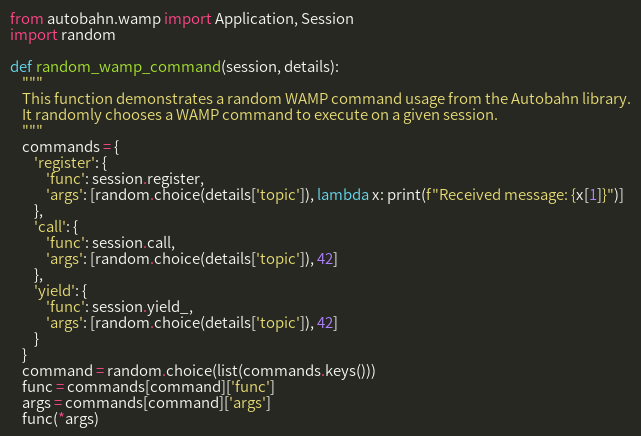 from autobahn.wamp import Application, Session
import random

def random_wamp_command(session, details):
    """
    This function demonstrates a random WAMP command usage from the Autobahn library.
    It randomly chooses a WAMP command to execute on a given session.
    """
    commands = {
        'register': {
            'func': session.register,
            'args': [random.choice(details['topic']), lambda x: print(f"Received message: {x[1]}")]
        },
        'call': {
            'func': session.call,
            'args': [random.choice(details['topic']), 42]
        },
        'yield': {
            'func': session.yield_,
            'args': [random.choice(details['topic']), 42]
        }
    }
    command = random.choice(list(commands.keys()))
    func = commands[command]['func']
    args = commands[command]['args']
    func(*args)